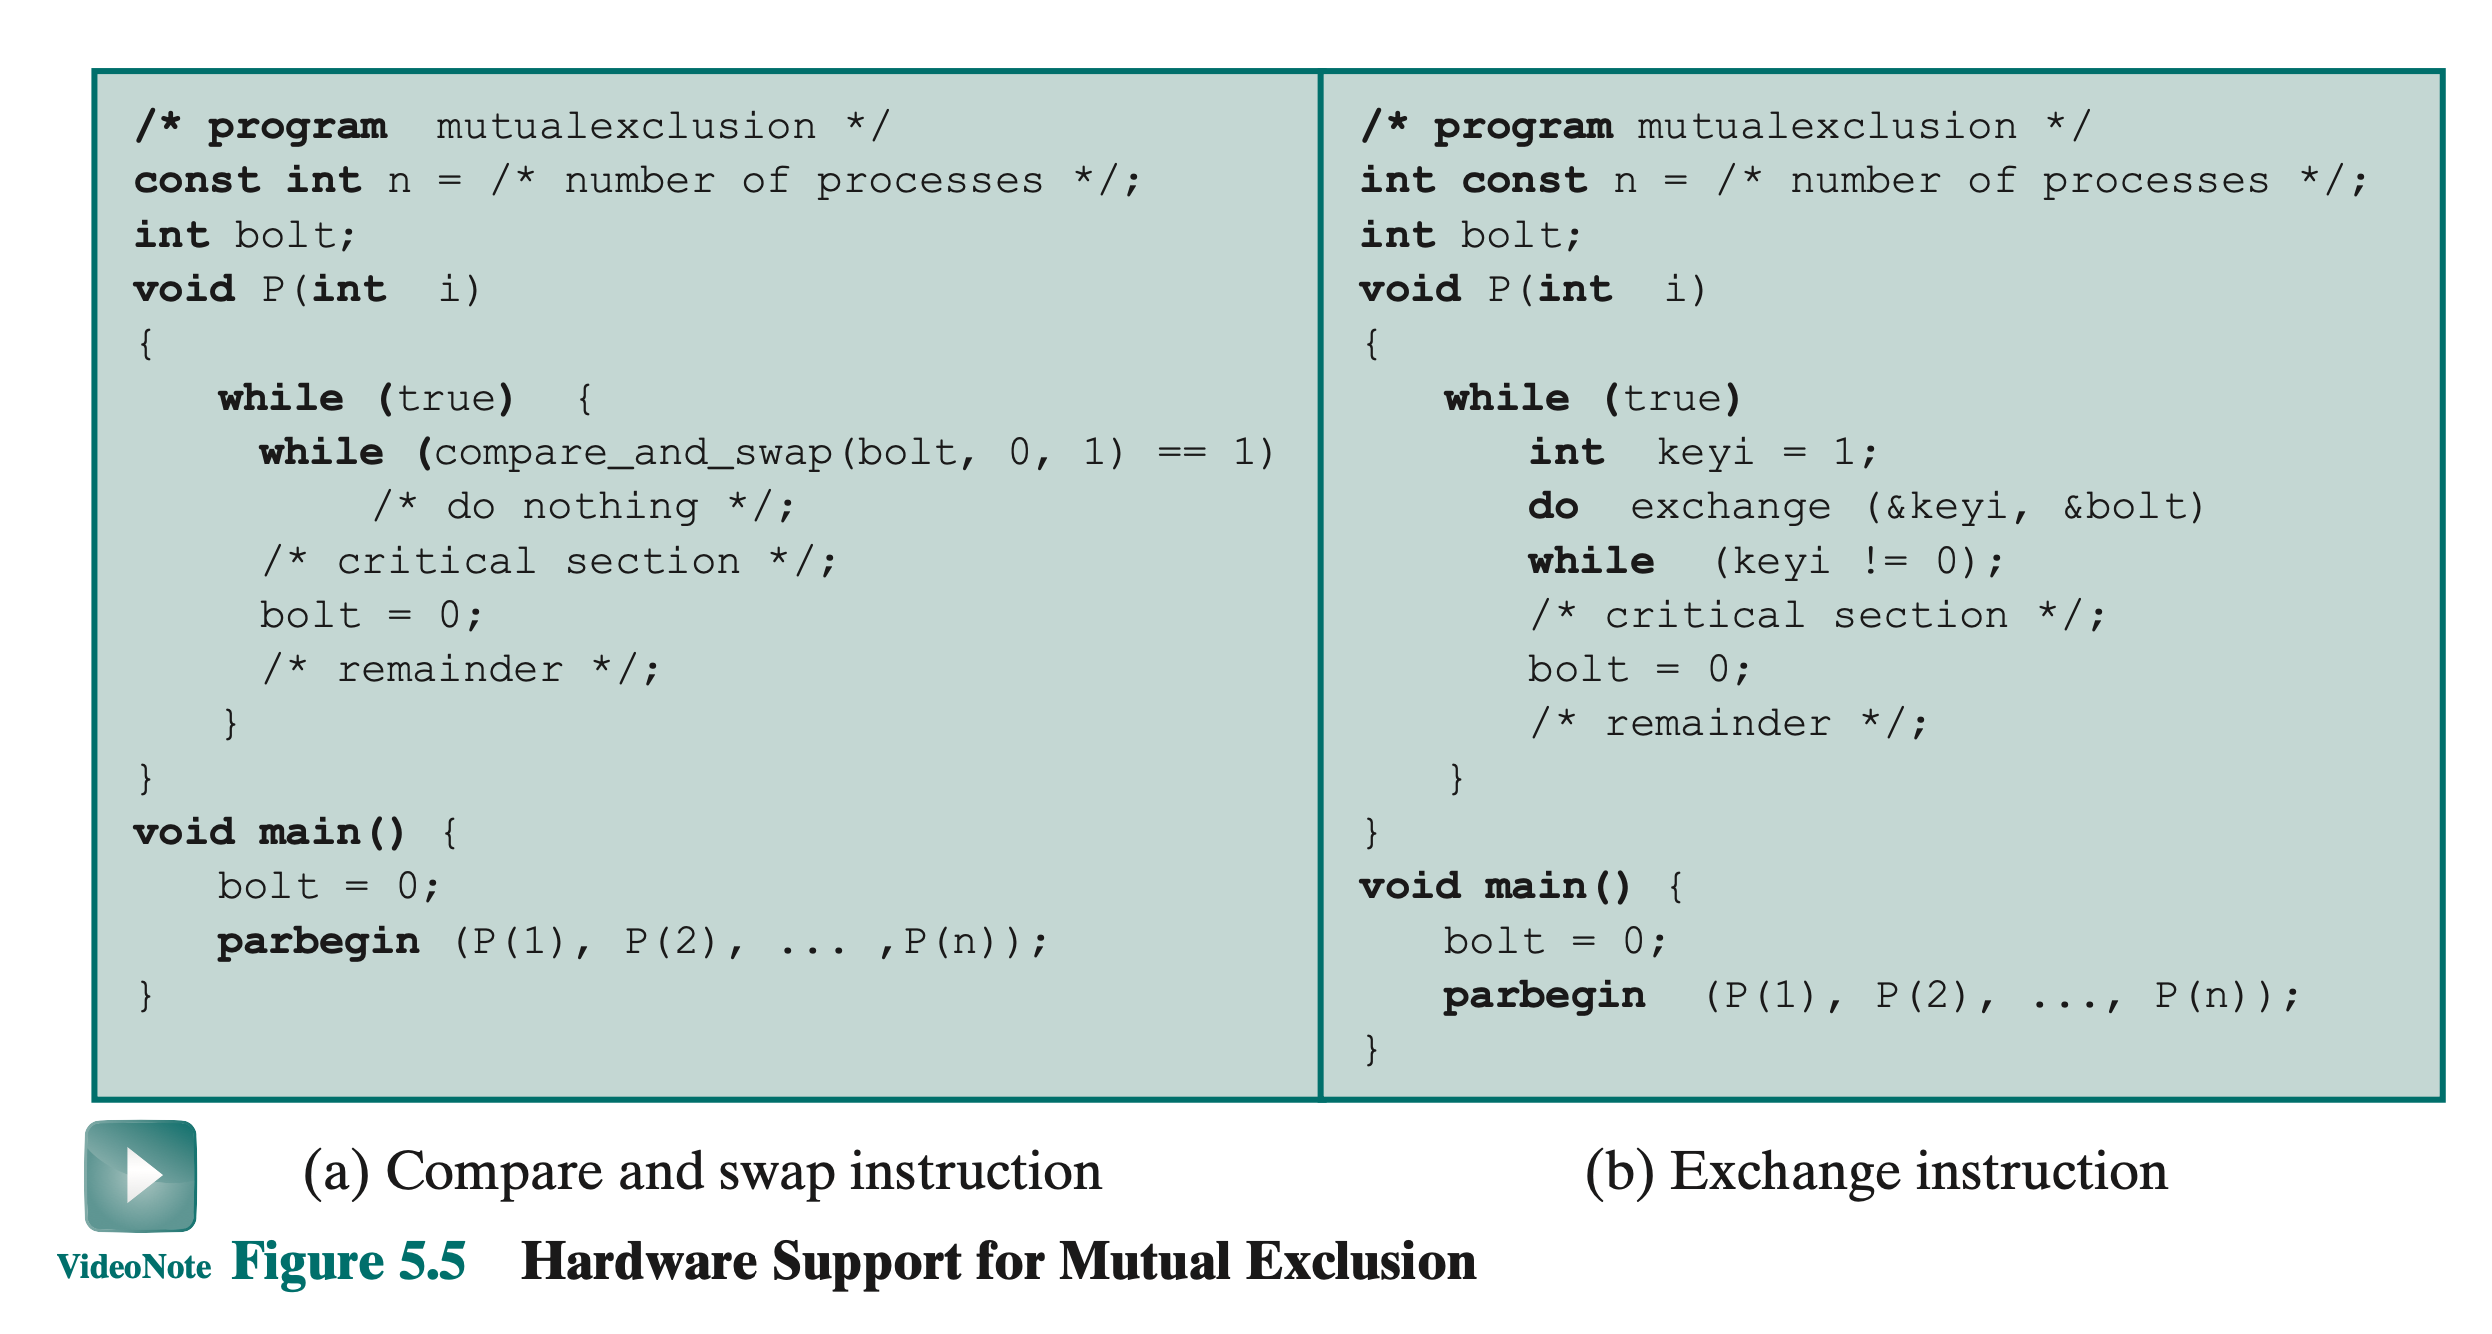 /* program mutualexclusion */
const int n = /* number of processes */;
int bolt;
void P(int i)
{
while (true) {
while (compare_and_swap(bolt, 0, 1) == 1)
/* do nothing */;
/* critical section */;
bolt = 0;
/* remainder */;
}
}
void main() {
bolt = 0;
parbegin (P(1), P(2), ... ,P(n));
}
/* program mutualexclusion */
int const n = /* number of processes */;
int bolt;
void P(int i)
{
while (true)
int keyi = 1;
do exchange (&keyi, &bolt)
while (keyi != 0);
/* critical section */;
bolt = 0;
/* remainder */;
}
}
void main() {
bolt = 0;
parbegin (P(1), P(2), ..., P(n));
}
(a) Compare and swap instruction
(b) Exchange instruction
VideoNote
Figure 5.5 Hardware Support for Mutual Exclusion